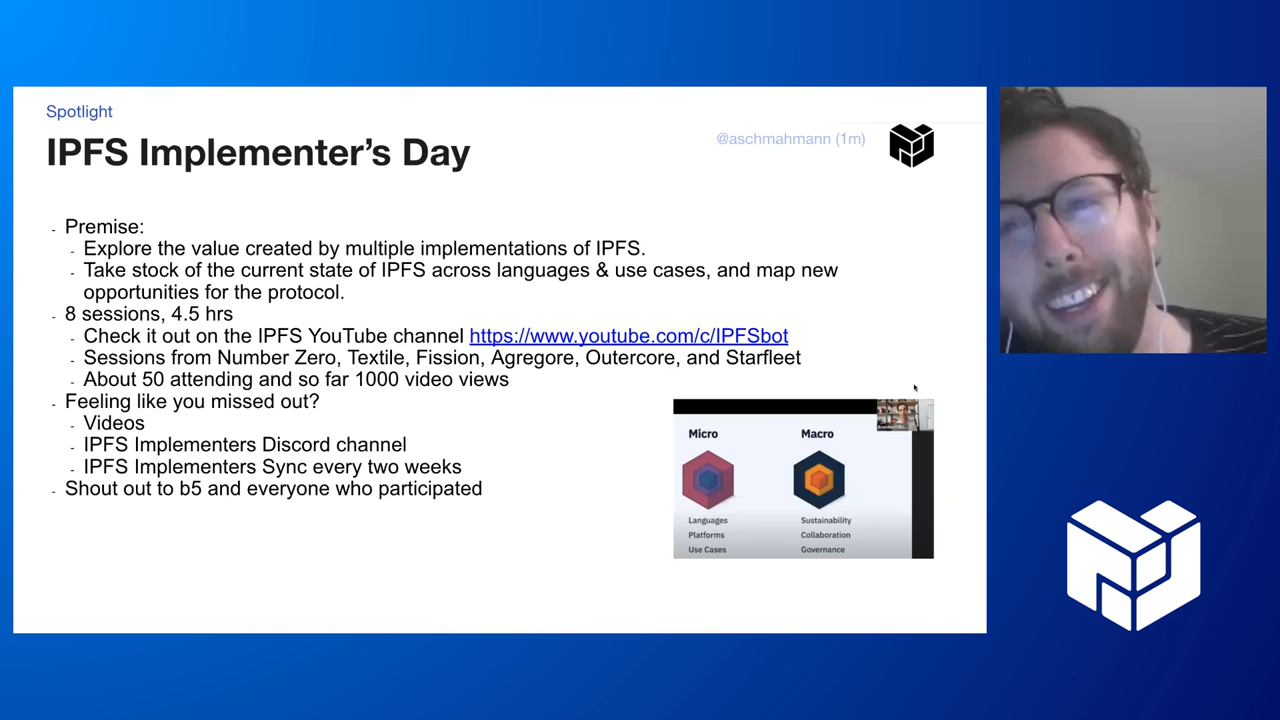 Spotlight
IPFS Implementer's Day
@aschmahmann (1m)
- Premise:
- Explore the value created by multiple implementations of IPFS.
- Take stock of the current state of IPFS across languages & use cases, and map new
opportunities for the protocol.
- 8 sessions, 4.5 hrs
- Check it out on the IPFS YouTube channel https://www.youtube.com/c/IPFSbot
- Sessions from Number Zero, Textile, Fission, Agregore, Outercore, and Starfleet
- About 50 attending and so far 1000 video views
- Feeling like you missed out?
- Videos
- IPFS Implementers Discord channel
- IPFS Implementers Sync every two weeks
- Shout out to b5 and everyone who participated
Micro
Languages
Platforms
Use Cases
Macro
Sustainability
Collaboration
Governance